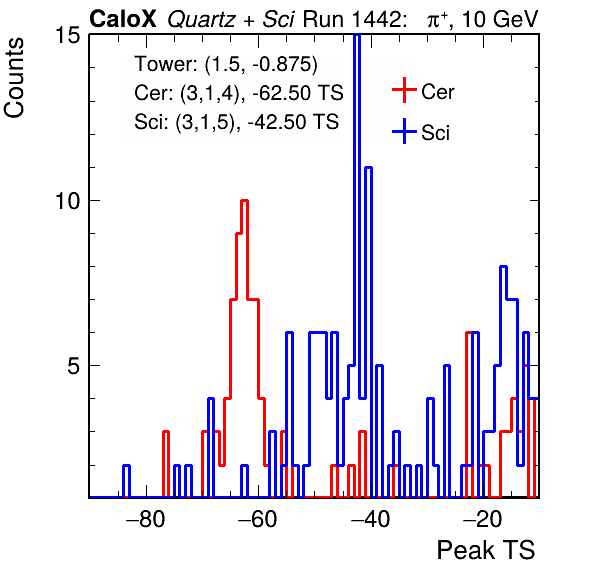 CaloX Quartz + Sci Run 1442: π⁺, 10 GeV
Counts
Tower: (1.5, -0.875)
Cer: (3,1,4), -62.50 TS
Sci: (3,1,5), -42.50 TS
Cer
Sci
15
10
5
−80 −60 −40 −20
Peak TS